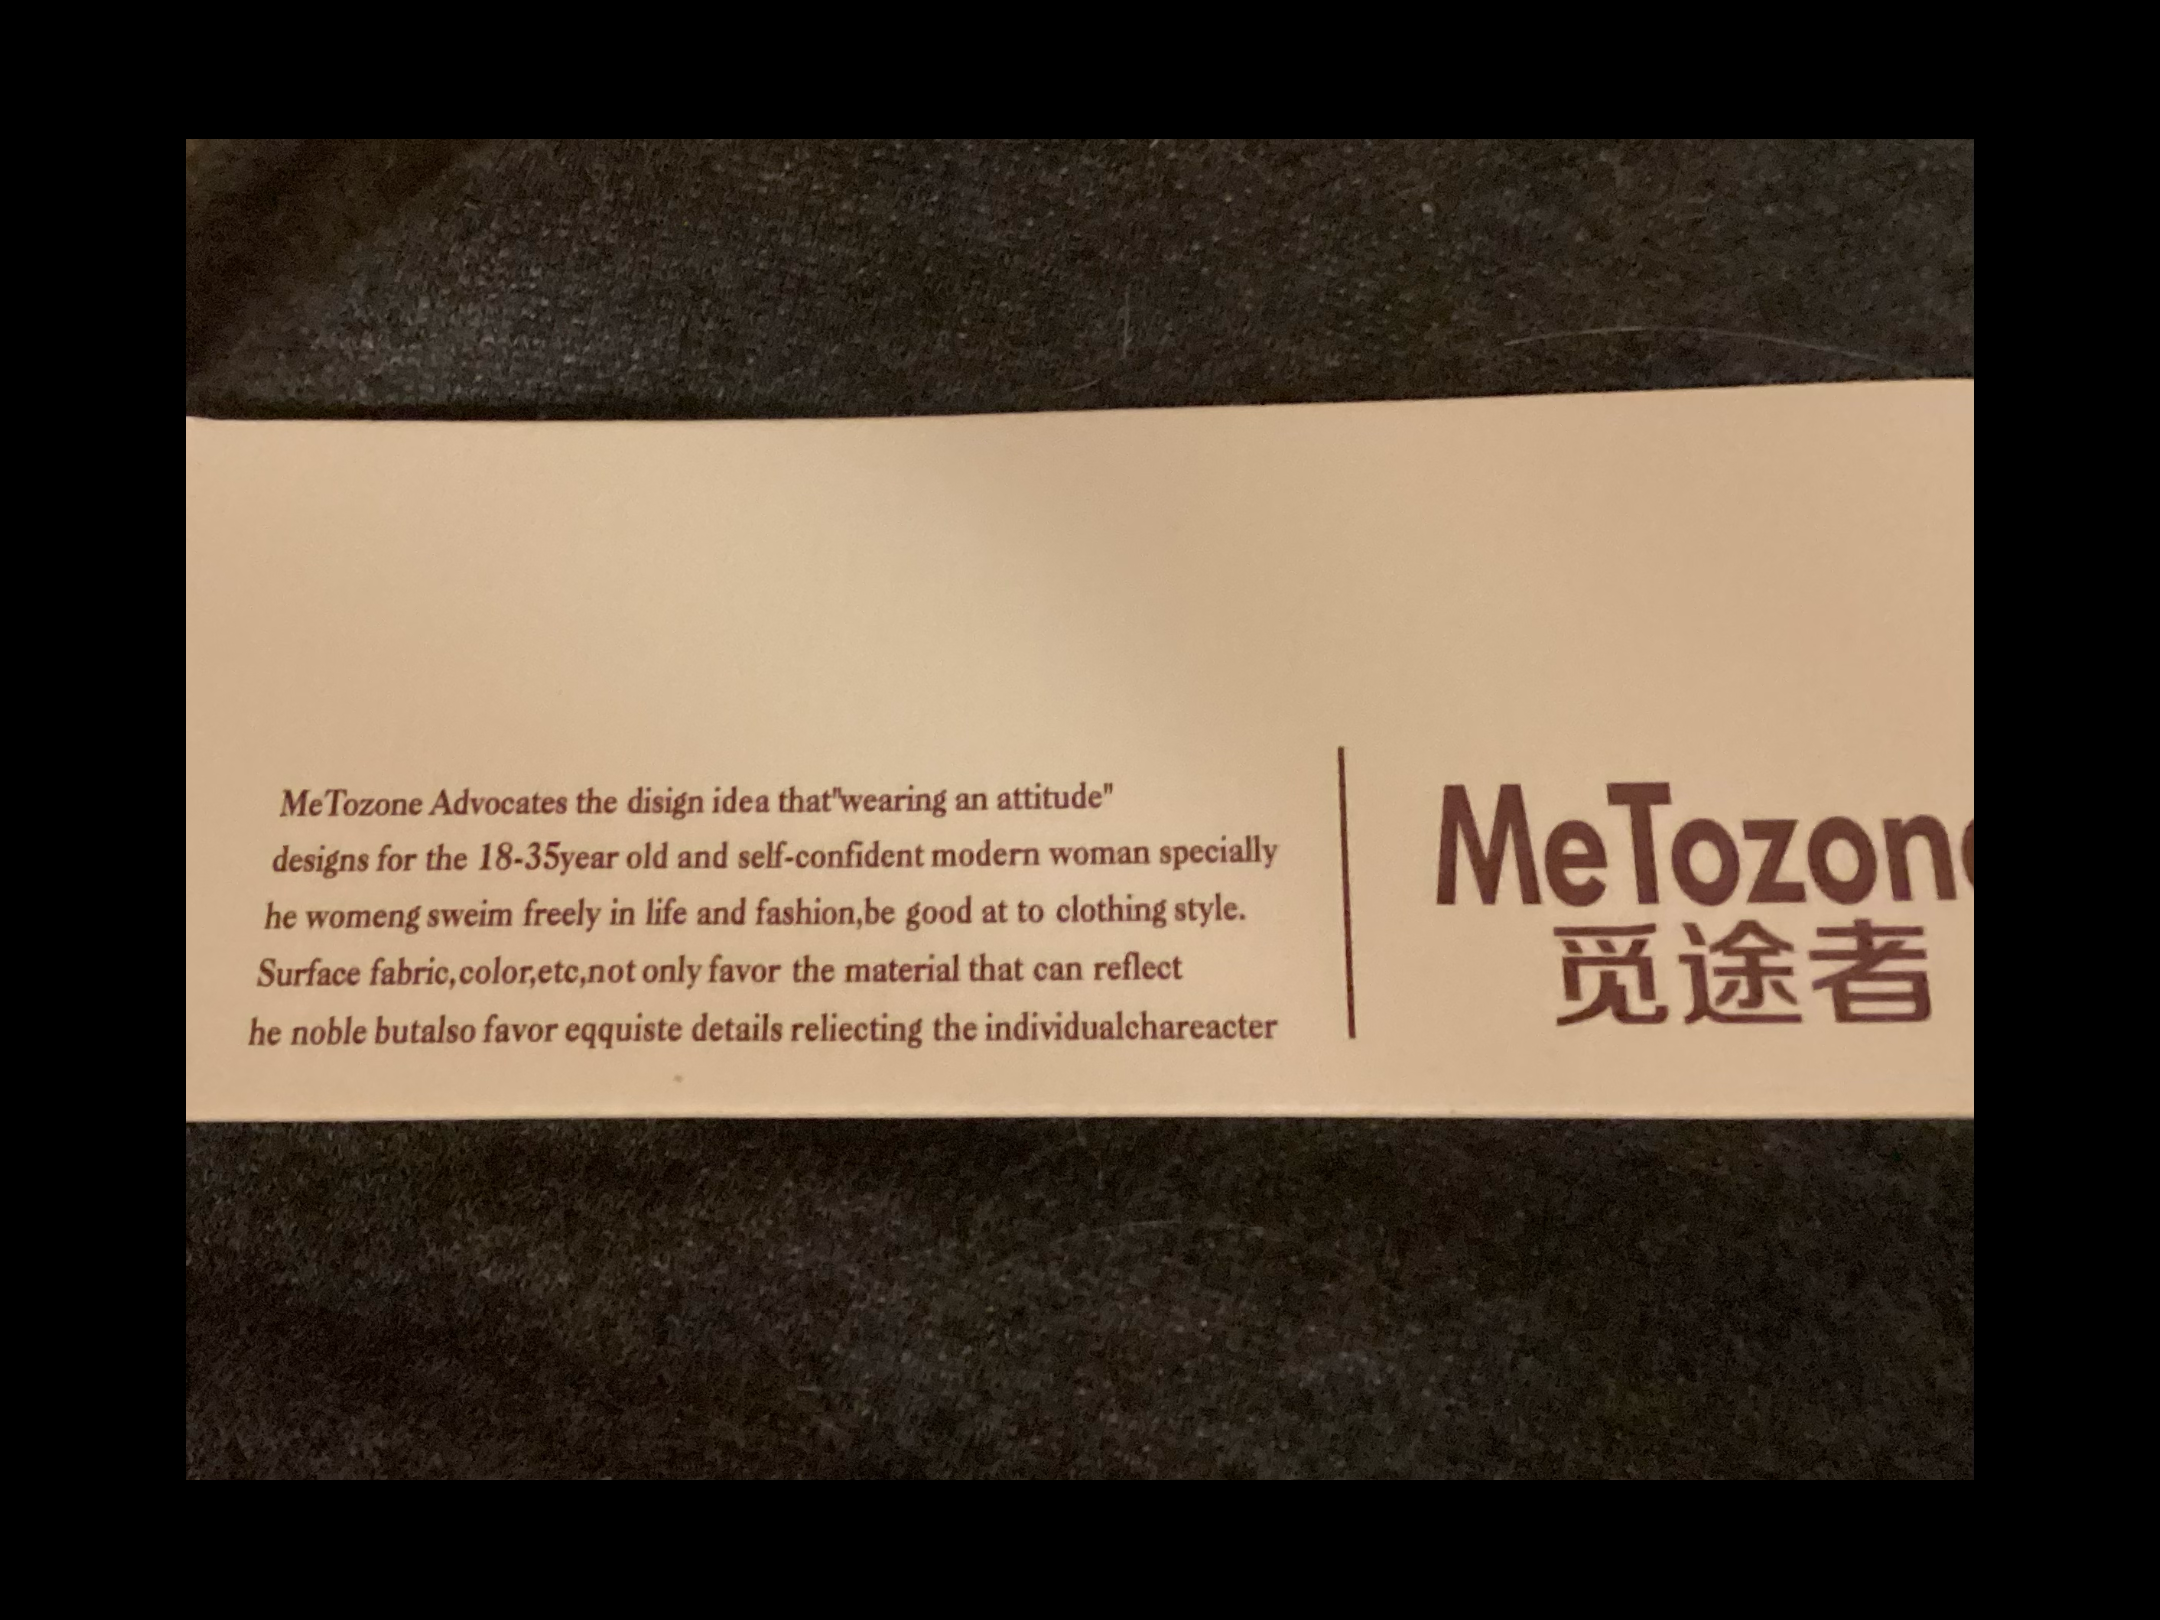 MeTozone Advocates the disign idea that"wearing an attitude"
designs for the 18-35year old and self-confident modern woman specially
he womeng sweim freely in life and fashion,be good at to clothing style.
Surface fabric,color,etc,not only favor the material that can reflect
he noble butalso favor eqquiste details reliecting the individualchareacter
MeTozone
觅途者